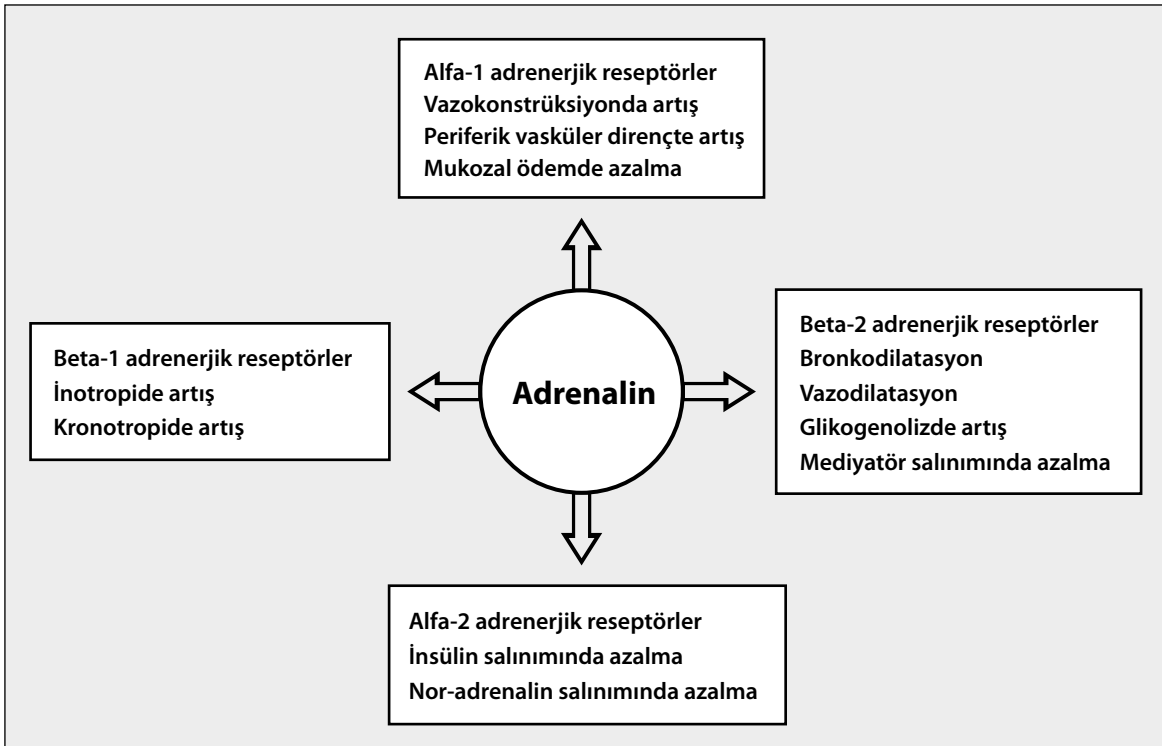 Alfa-1 adrenerjik reseptörler
Vazokonstrüksiyonda artış
Periferik vasküler dirençte artış
Mukozal ödemde azalma
Beta-1 adrenerjik reseptörler
İnotropide artış
Kronotropide artış
Adrenalin
Beta-2 adrenerjik reseptörler
Bronkodilatasyon
Vazodilatasyon
Glikogenolizde artış
Mediyatör salınımında azalma
Alfa-2 adrenerjik reseptörler
İnsülin salınımında azalma
Nor-adrenalin salınımında azalma